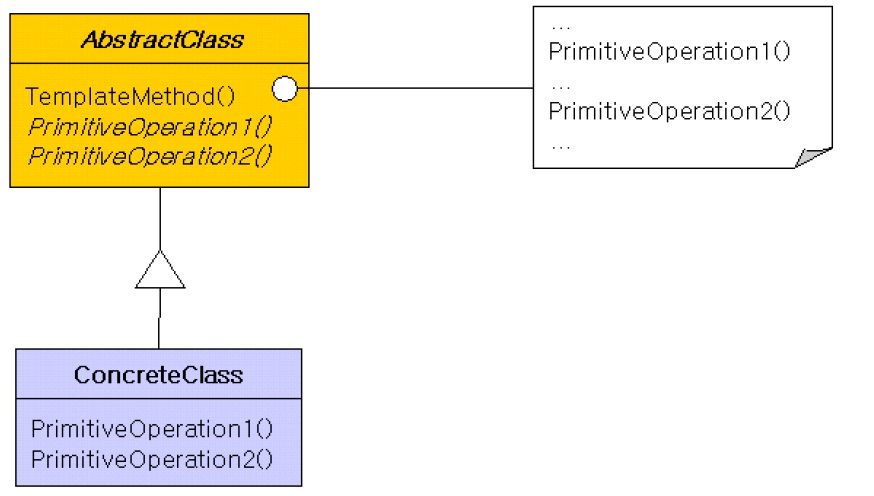 AbstractClass
TemplateMethod()
PrimitiveOperation1()
PrimitiveOperation2()
...
PrimitiveOperation1()
...
PrimitiveOperation2()
...
ConcreteClass
PrimitiveOperation1()
PrimitiveOperation2()